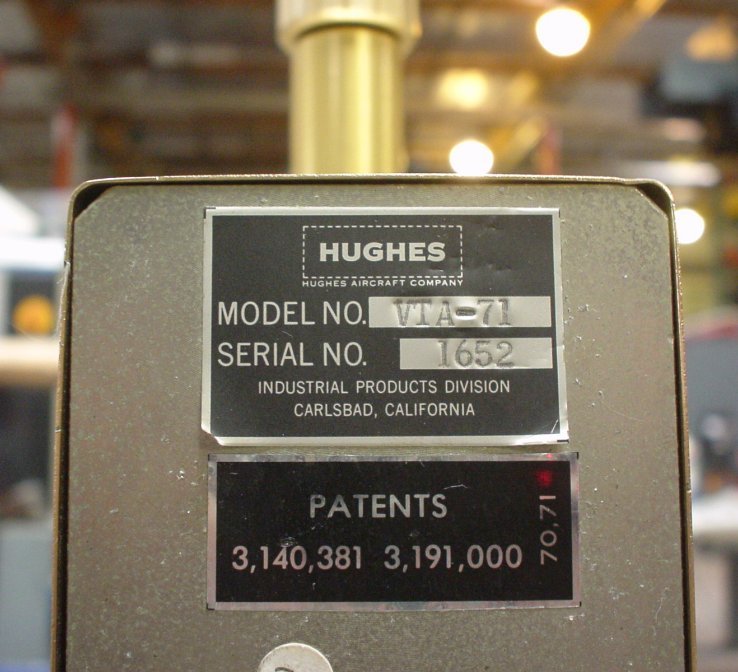 HUGHES
HUGHES AIRCRAFT COMPANY
MODEL NO. VTA-71
SERIAL NO. 1652
INDUSTRIAL PRODUCTS DIVISION
CARLSBAD, CALIFORNIA
PATENTS
3,140,381 3,191,000
70,71